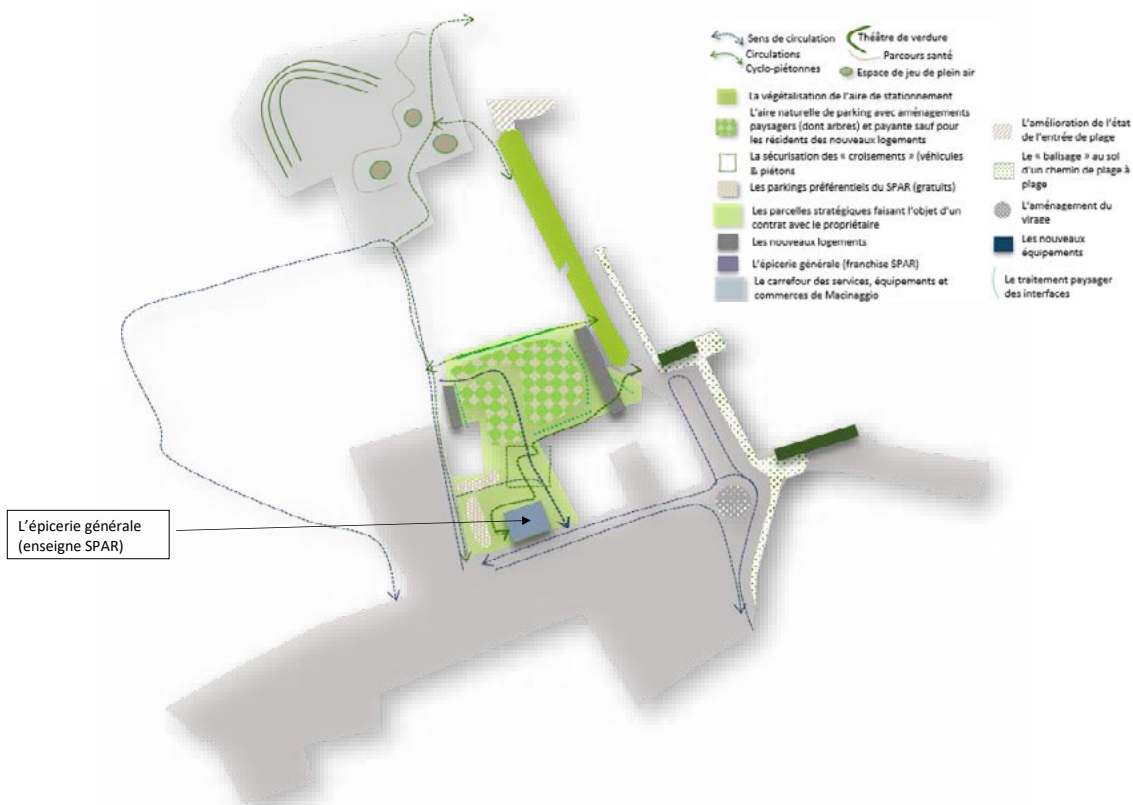 Sens de circulation
Circulations
Cyclo-piétonnes
Théâtre de verdure
Parcours santé
Espace de jeu de plein air
La végétalisation de l'aire de stationnement
L'aire naturelle de parking avec aménagements
paysagers (dont arbres) et payante sauf pour
les résidents des nouveaux logements
La sécurisation des « croisements » (véhicules
& piétons
Les parkings préférentiels du SPAR (gratuits)
Les parcelles stratégiques faisant l'objet d'un
contrat avec le propriétaire
Les nouveaux logements
L'épicerie générale (franchise SPAR)
Le carrefour des services, équipements et
commerces de Macinaggio
L'amélioration de l'état
de l'entrée de plage
Le « balisage » au sol
d'un chemin de plage à
plage
L'aménagement du
virage
Les nouveaux
équipements
Le traitement paysager
des interfaces
L'épicerie générale
(enseigne SPAR)